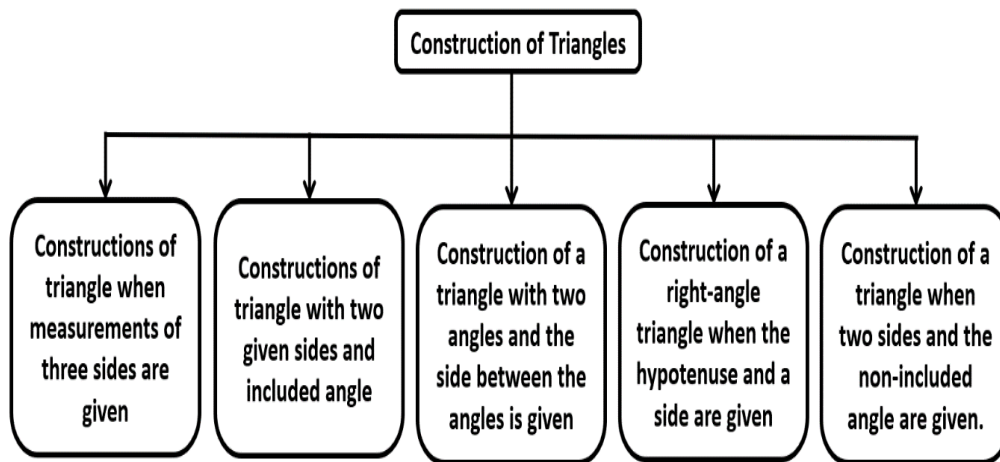 Construction of Triangles
Constructions of
triangle when
measurements of
three sides are
given
Constructions of
triangle with two
given sides and
included angle
Construction of a
triangle with two
angles and the
side between the
angles is given
Construction of a
right-angle
triangle when the
hypotenuse and a
side are given
Construction of a
triangle when
two sides and the
non-included
angle are given.